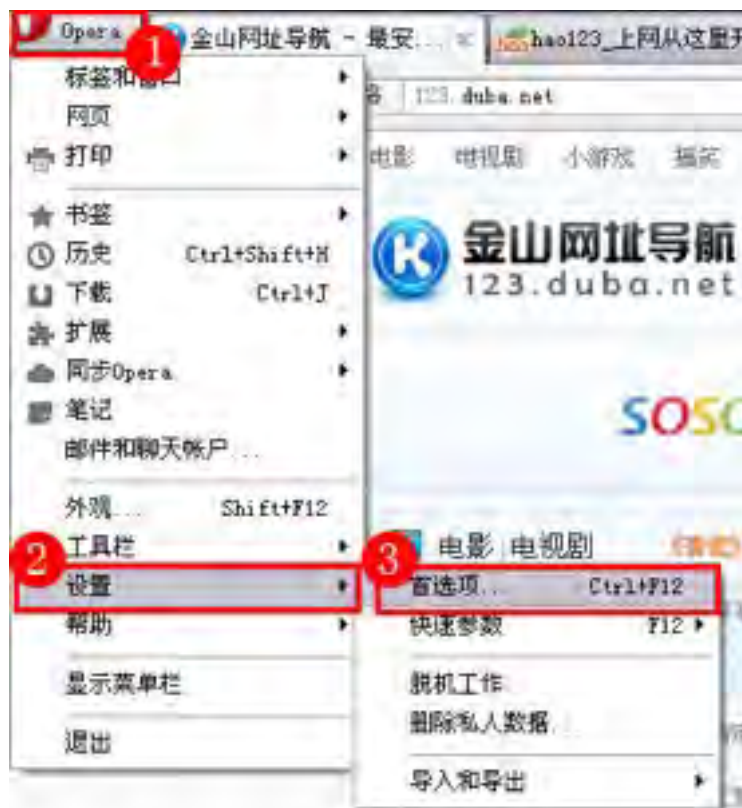 Opera
1
金山网址导航 - 最安...
hao123_上网从这里开
标签和窗口
123.duba.net
网页
打印
电影 电视剧 小游戏 搞笑
书签
历史 Ctrl+Shift+H
下载 Ctrl+J
扩展
同步Opera
笔记
邮件和聊天帐户...
金山网址导航
123.duba.net
SOSO
外观... Shift+F12
2
工具栏
3
电影 电视剧
设置
首选项... Ctrl+F12
帮助
快速参数 F12
显示菜单栏
脱机工作
删除私人数据...
退出
导入和导出